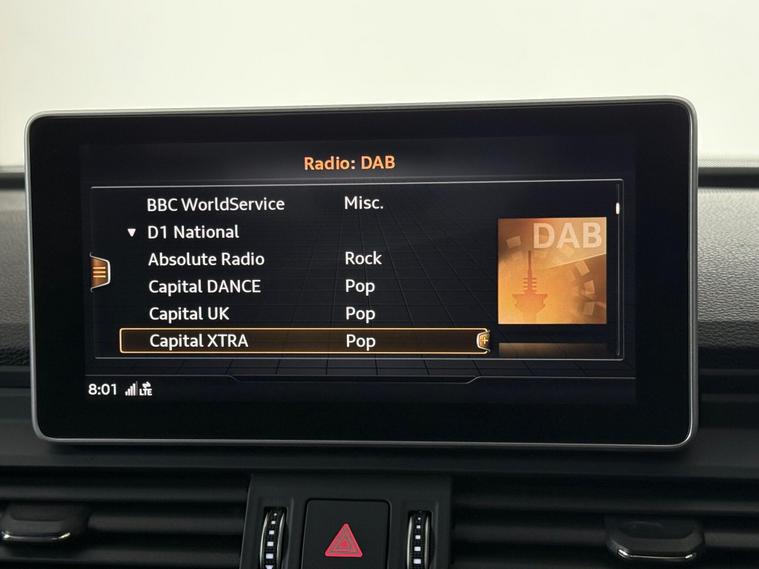 Radio: DAB
BBC WorldService Misc.
D1 National
Absolute Radio Rock
Capital DANCE Pop
Capital UK Pop
Capital XTRA Pop
DAB
8:01 LTE